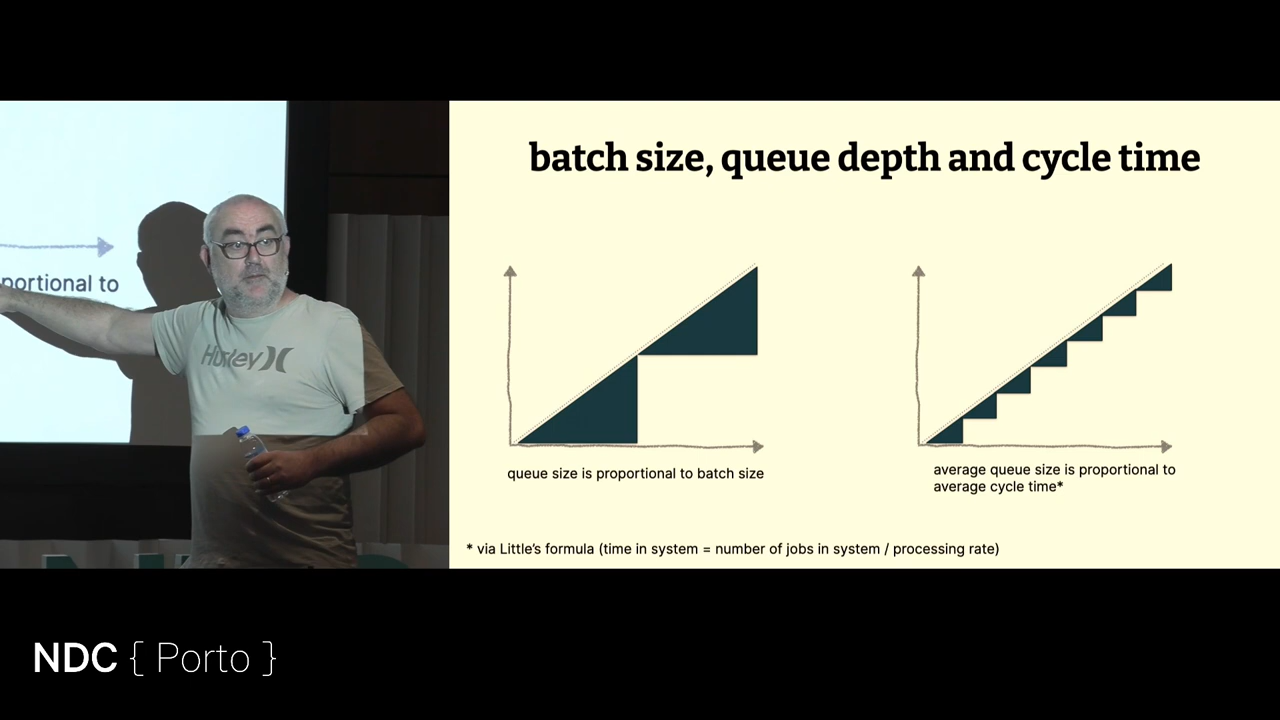 batch size, queue depth and cycle time
portional to
Hurley
queue size is proportional to batch size
average queue size is proportional to
average cycle time*
* via Little's formula (time in system = number of jobs in system / processing rate)
NDC { Porto }